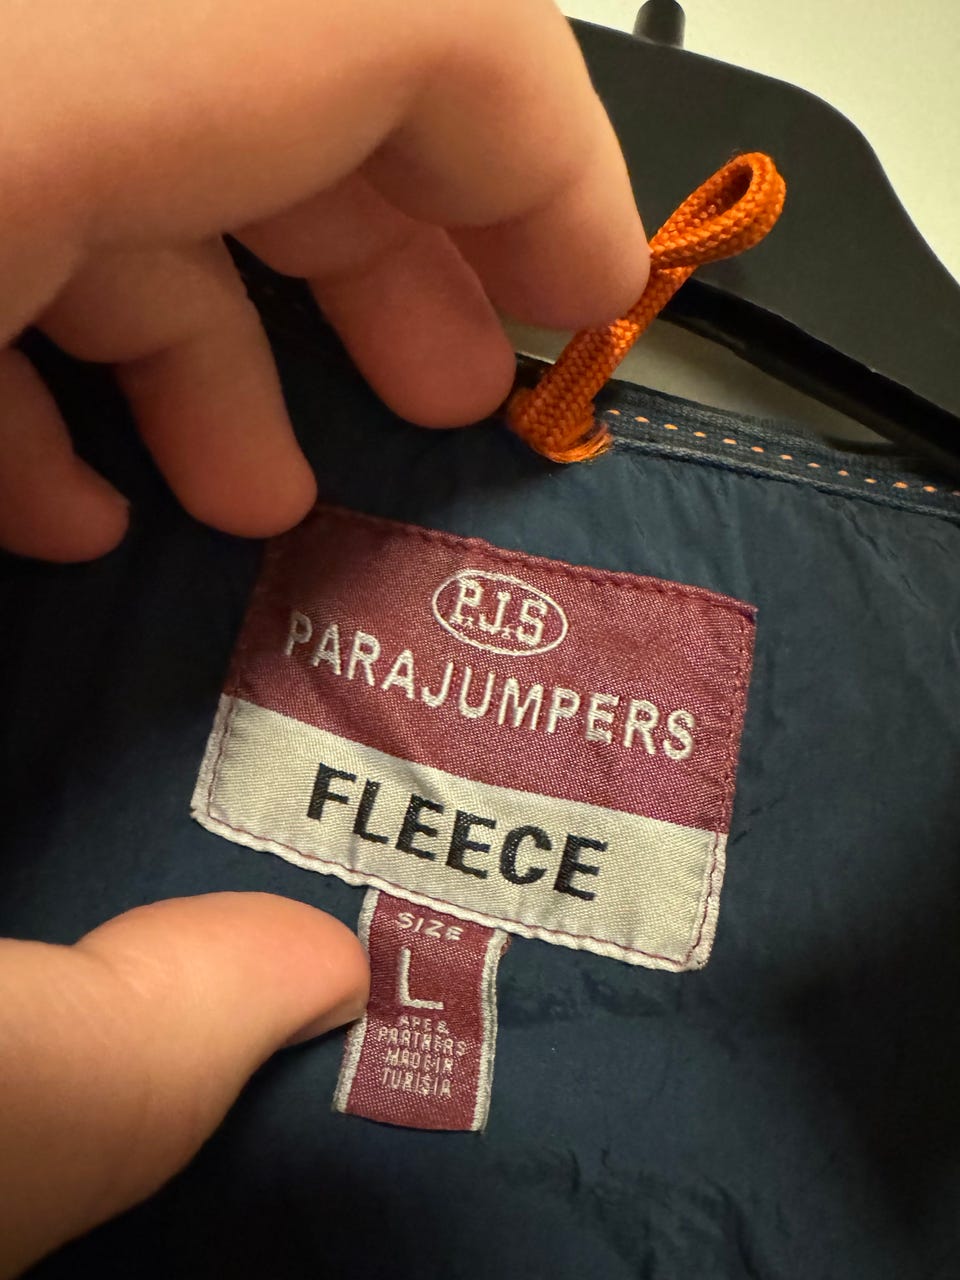 P.J.S
PARAJUMPERS
FLEECE
SIZE
L
APE&
PARTNERS
MADE IN
TUNISIA